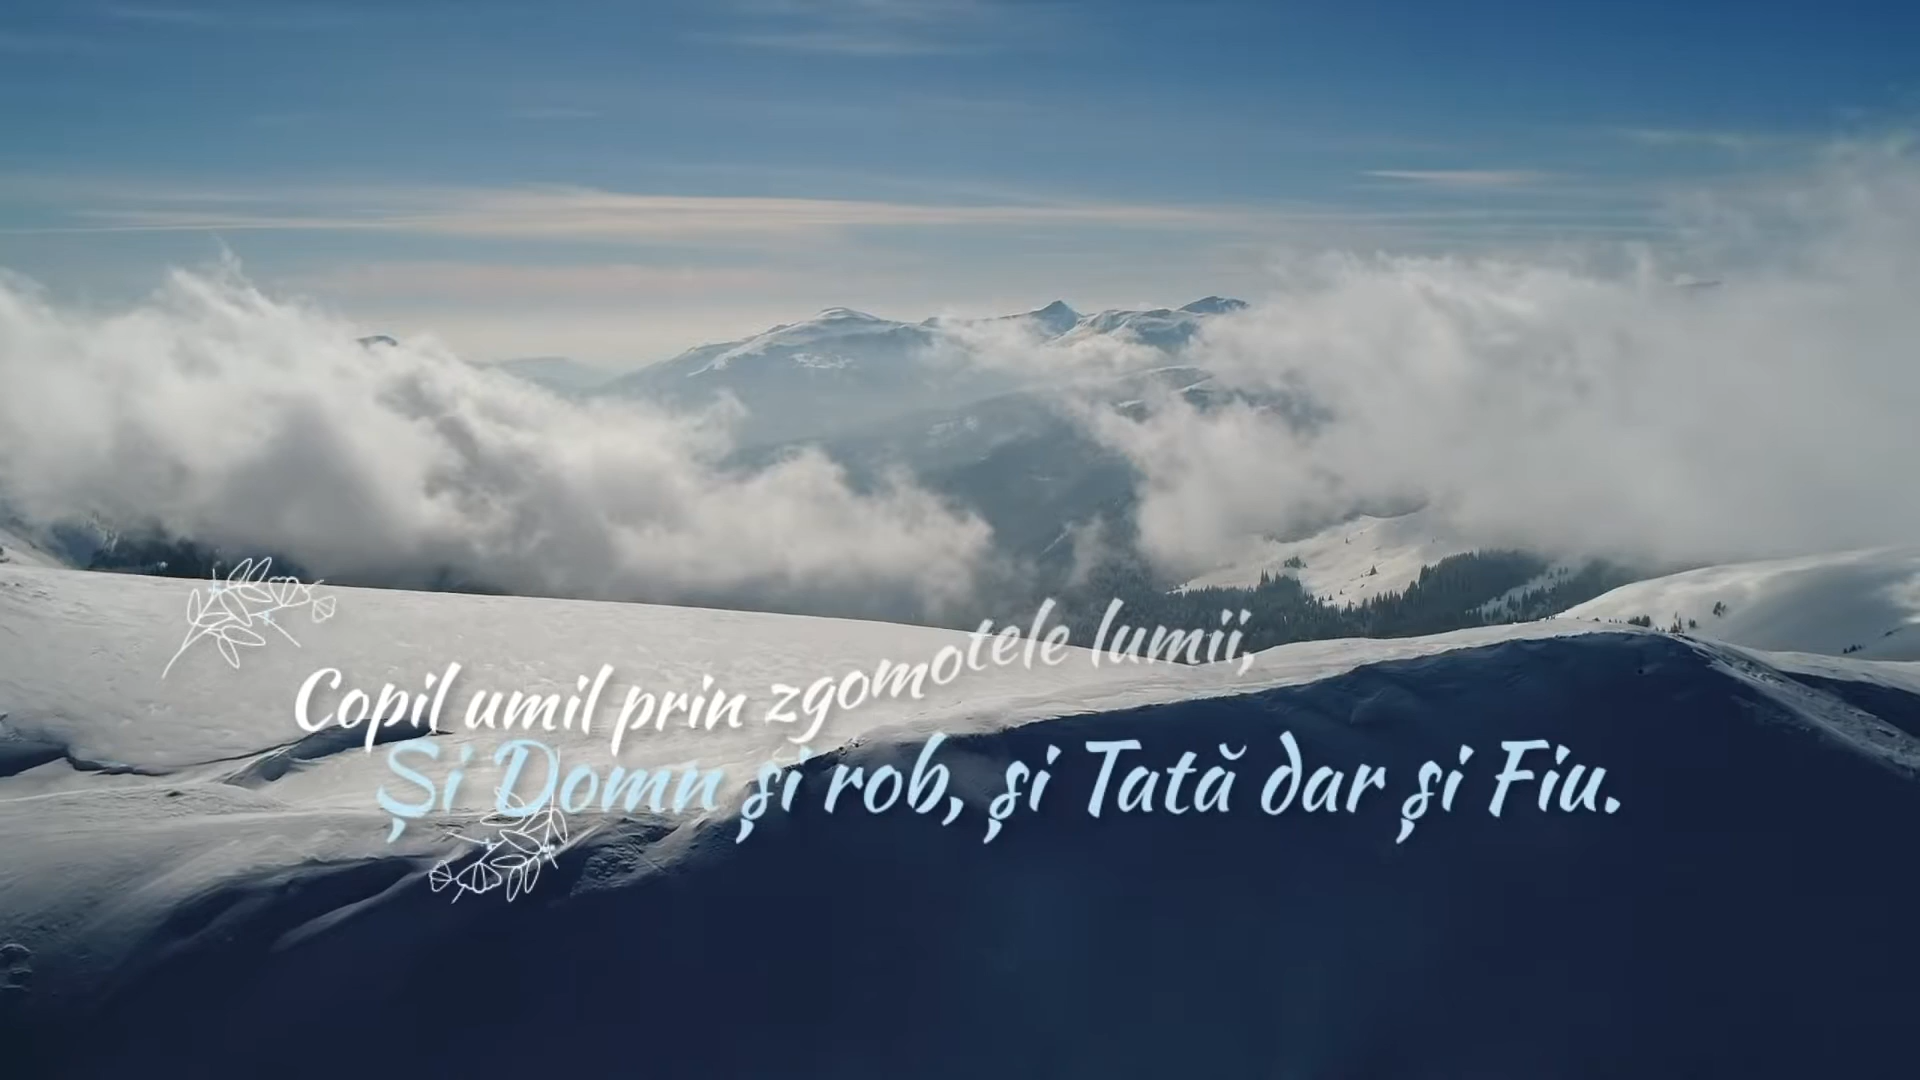 Copil umil prin zgomotele lumii,
Și Domn și rob, și Tată dar și Fiu.